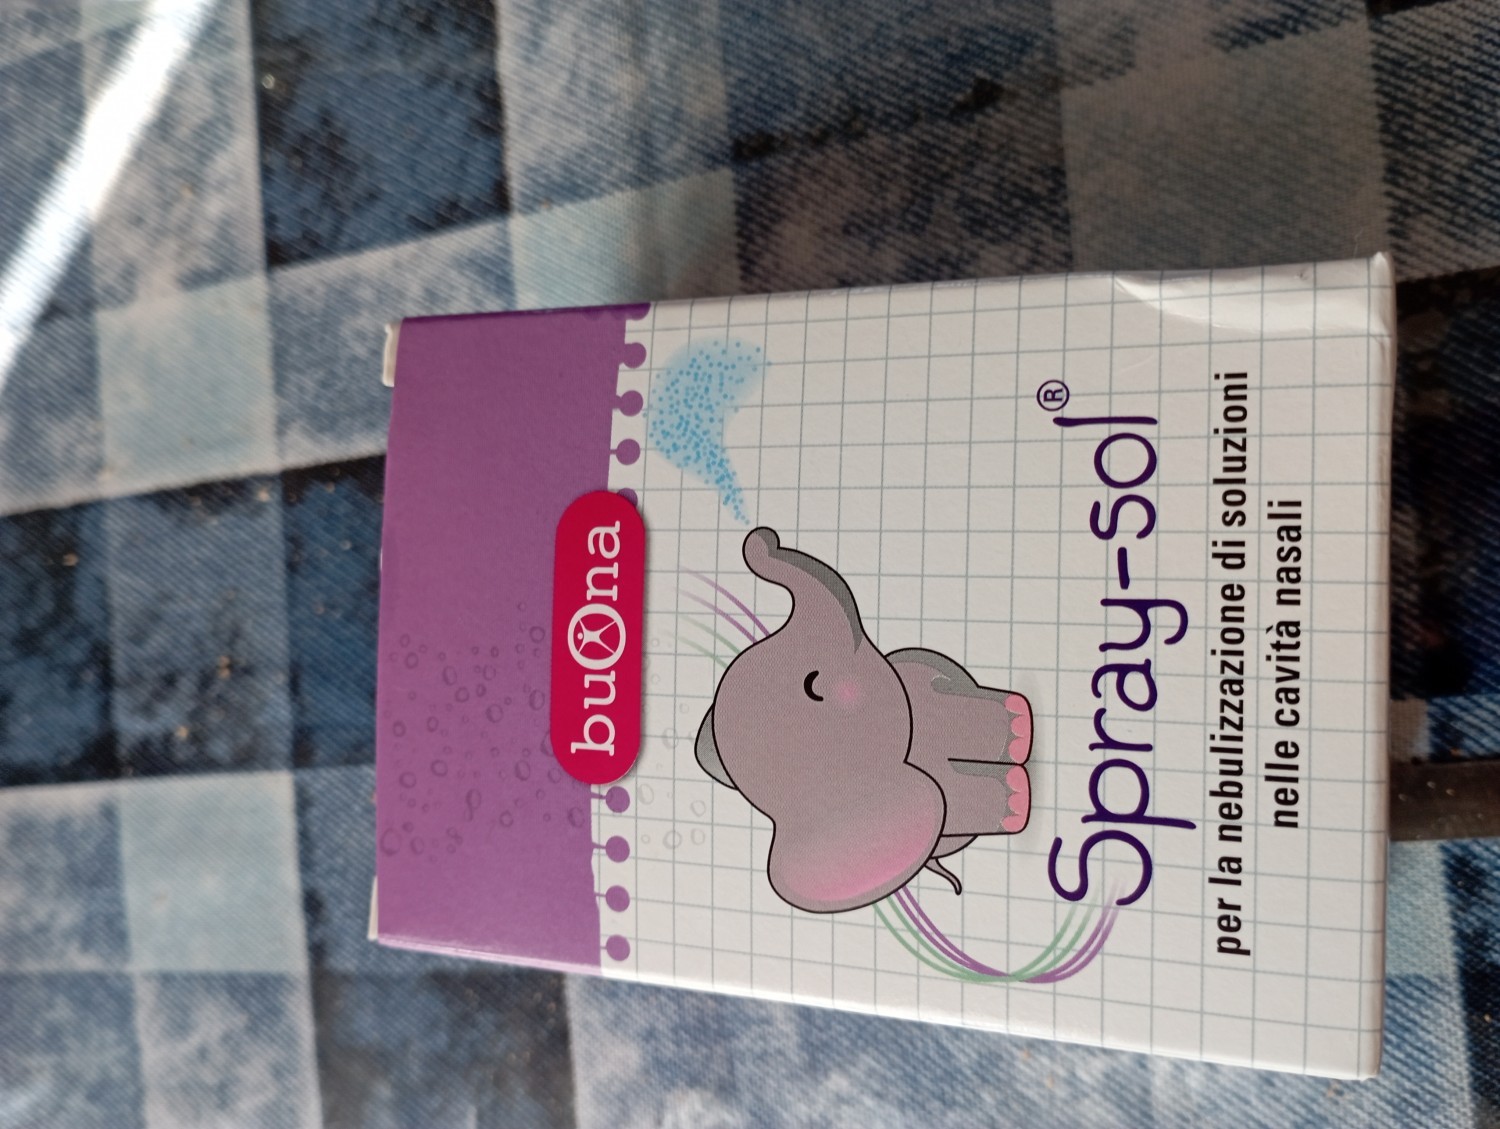 buOna
Spray-sol®
per la nebulizzazione di soluzioni
nelle cavità nasali